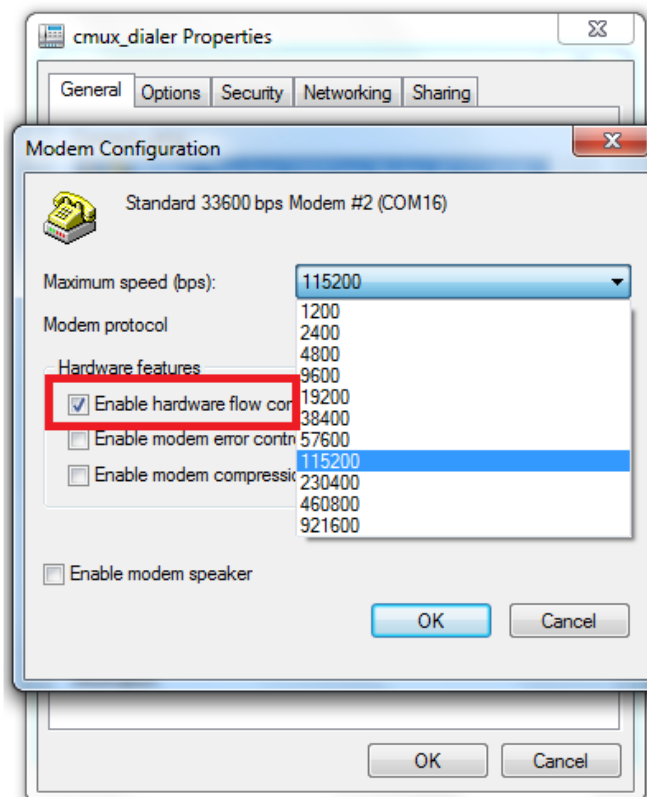 cmux_dialer Properties
General Options Security Networking Sharing
Modem Configuration
Standard 33600 bps Modem #2 (COM16)
Maximum speed (bps): 115200
1200
Modem protocol
2400
4800
Hardware features
9600
19200
Enable hardware flow con
38400
Enable modem error contr
57600
115200
Enable modem compressio
230400
460800
921600
Enable modem speaker
OK Cancel
OK Cancel